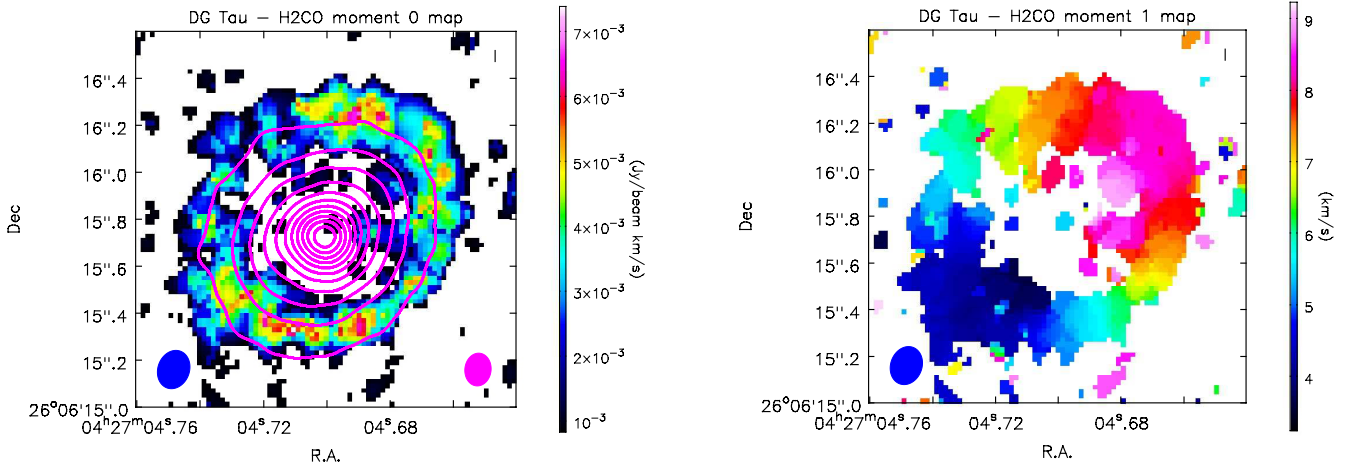 DG Tau – H2CO moment 0 map
Dec
16".4
16".2
16".0
15".8
15".6
15".4
15".2
26°06'15".0
04ʰ27ᵐ04ˢ.76
04ˢ.72
04ˢ.68
R.A.
7×10⁻³
6×10⁻³
5×10⁻³
4×10⁻³
3×10⁻³
2×10⁻³
10⁻³
(Jy/beam km/s)
DG Tau – H2CO moment 1 map
Dec
16".4
16".2
16".0
15".8
15".6
15".4
15".2
26°06'15".0
04ʰ27ᵐ04ˢ.76
04ˢ.72
04ˢ.68
R.A.
9
8
7
6
5
4
(km/s)